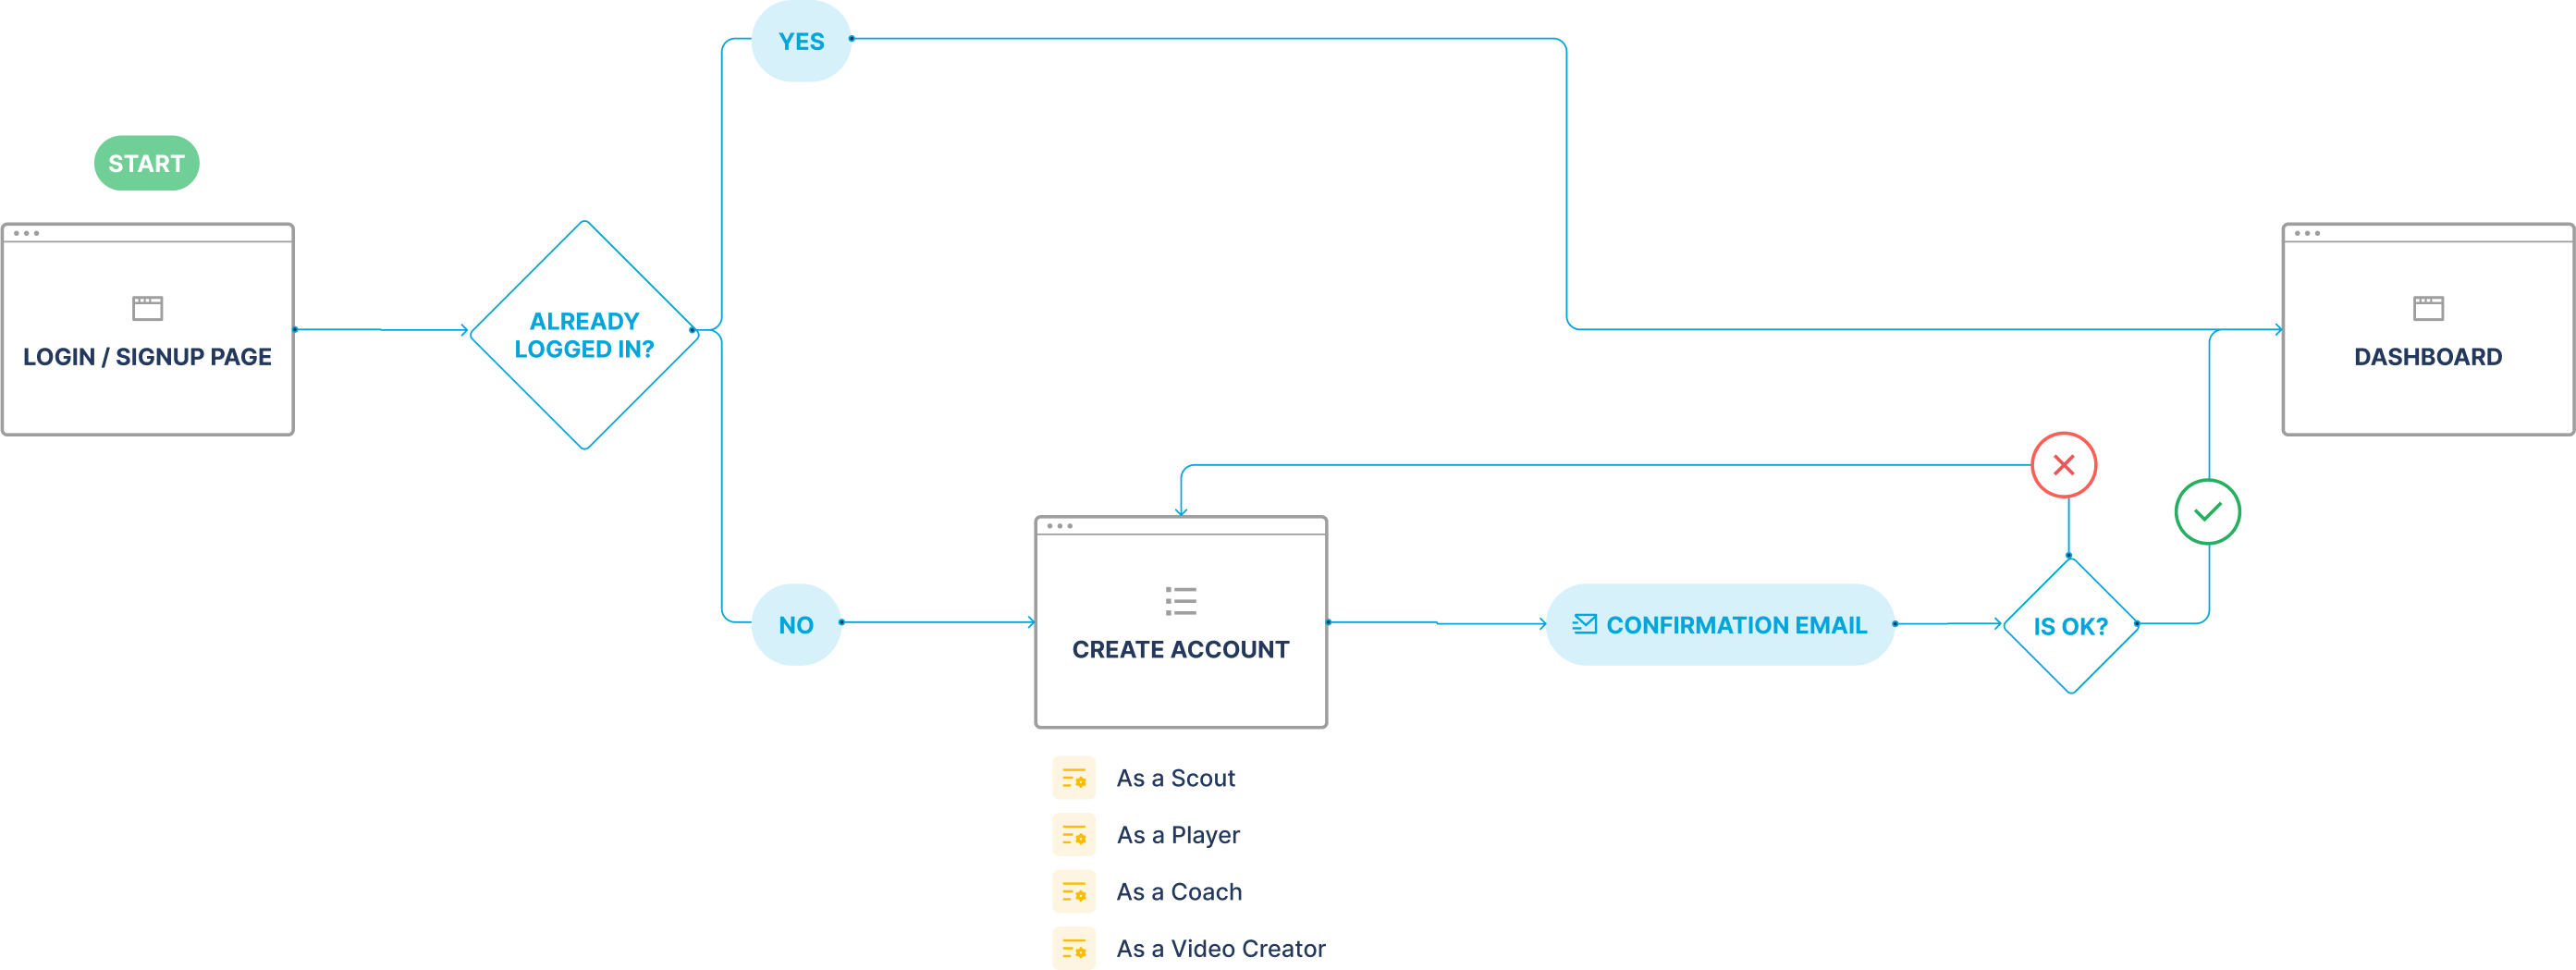 YES
START
LOGIN / SIGNUP PAGE
ALREADY
LOGGED IN?
DASHBOARD
NO
CREATE ACCOUNT
CONFIRMATION EMAIL
IS OK?
As a Scout
As a Player
As a Coach
As a Video Creator